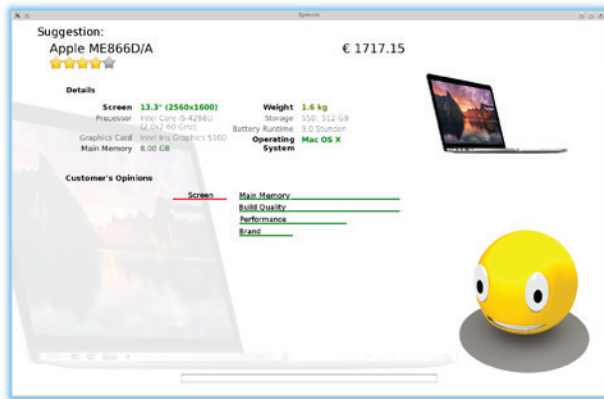 Spencer
Suggestion:
Apple ME866D/A
€ 1717.15
Details
Screen 13.3" (2560x1600)
Processor Intel Core i5-4288U
(2.0x2.60 GHz)
Graphics Card Intel Iris Graphics 5100
Main Memory 8.00 GB
Weight 1.6 kg
Storage SSD, 512 GB
Battery Runtime 9.0 Stunden
Operating Mac OS X
System
Customer's Opinions
Screen
Main Memory
Build Quality
Performance
Brand